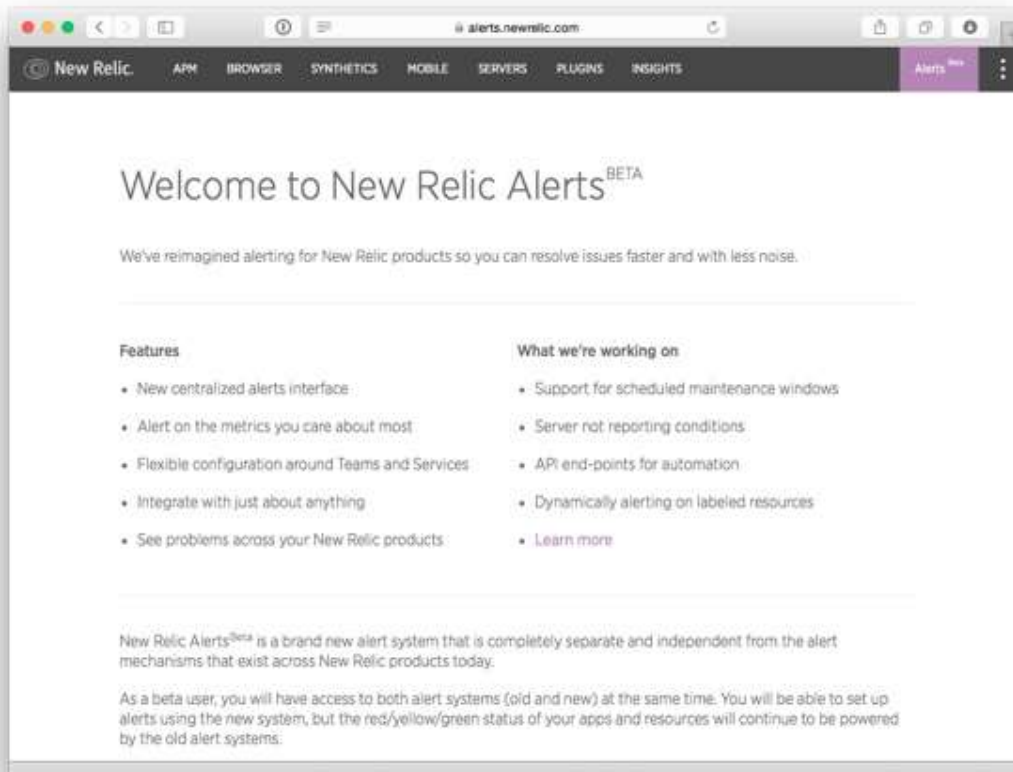 alerts.newrelic.com
New Relic. APM BROWSER SYNTHETICS MOBILE SERVERS PLUGINS INSIGHTS Alerts Beta
Welcome to New Relic Alerts BETA
We've reimagined alerting for New Relic products so you can resolve issues faster and with less noise.
Features
• New centralized alerts interface
• Alert on the metrics you care about most
• Flexible configuration around Teams and Services
• Integrate with just about anything
• See problems across your New Relic products
What we're working on
• Support for scheduled maintenance windows
• Server not reporting conditions
• API end-points for automation
• Dynamically alerting on labeled resources
• Learn more
New Relic Alerts Beta is a brand new alert system that is completely separate and independent from the alert
mechanisms that exist across New Relic products today.
As a beta user, you will have access to both alert systems (old and new) at the same time. You will be able to set up
alerts using the new system, but the red/yellow/green status of your apps and resources will continue to be powered
by the old alert systems.